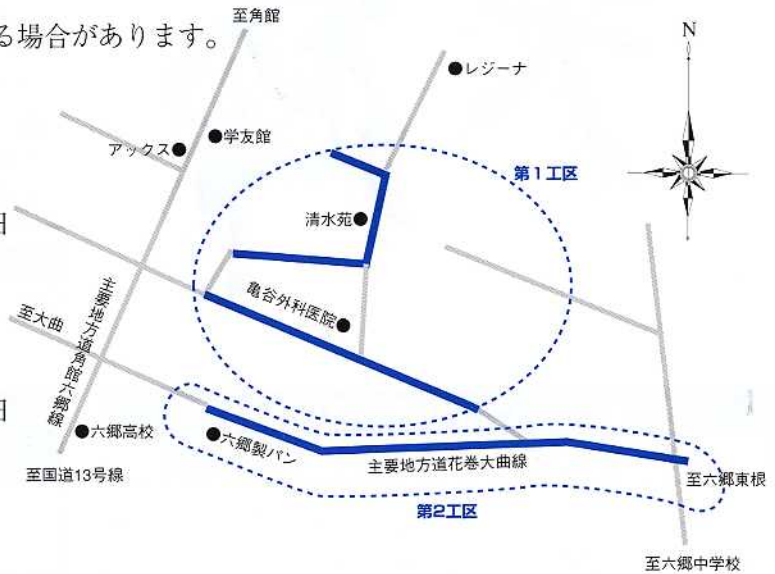 る場合があります。
至角館
N
レジーナ
学友館
アックス
第1工区
清水苑
亀谷外科医院
至大曲
主要地方道角館六郷線
六郷高校
六郷製パン
主要地方道花巻大曲線
至六郷東根
至国道13号線
第2工区
至六郷中学校